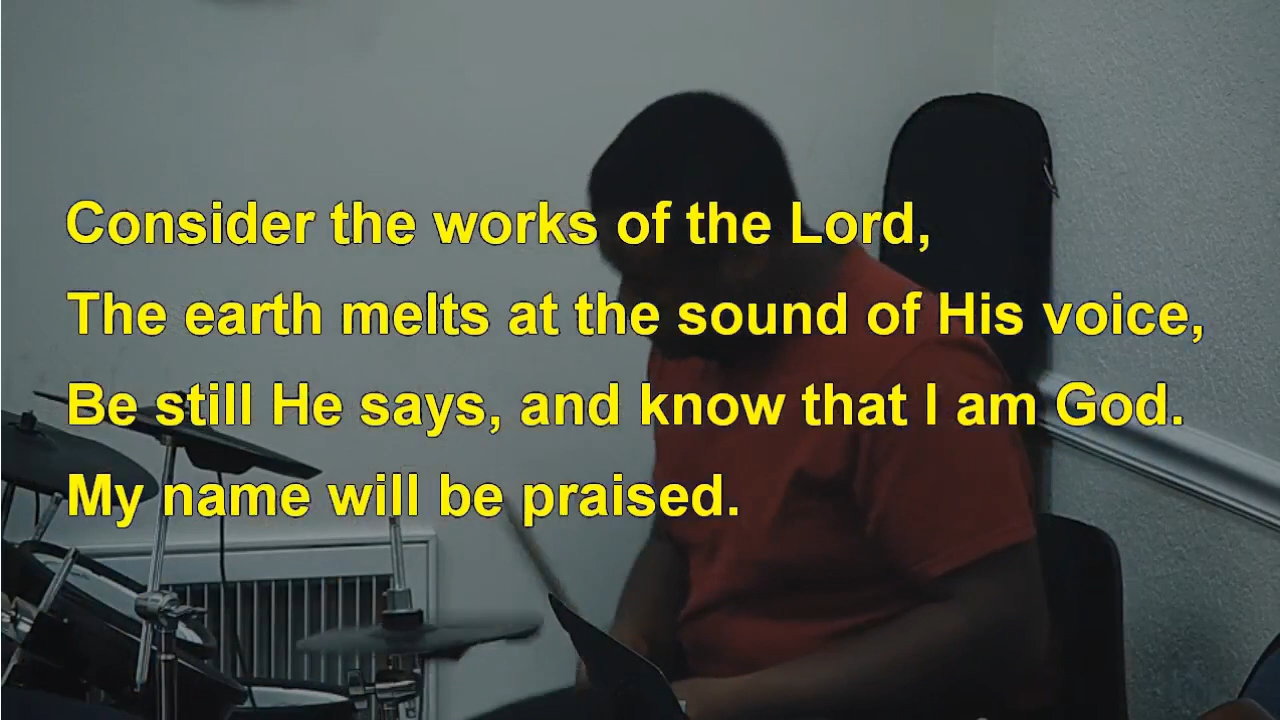 Consider the works of the Lord,
The earth melts at the sound of His voice,
Be still He says, and know that I am God.
My name will be praised.